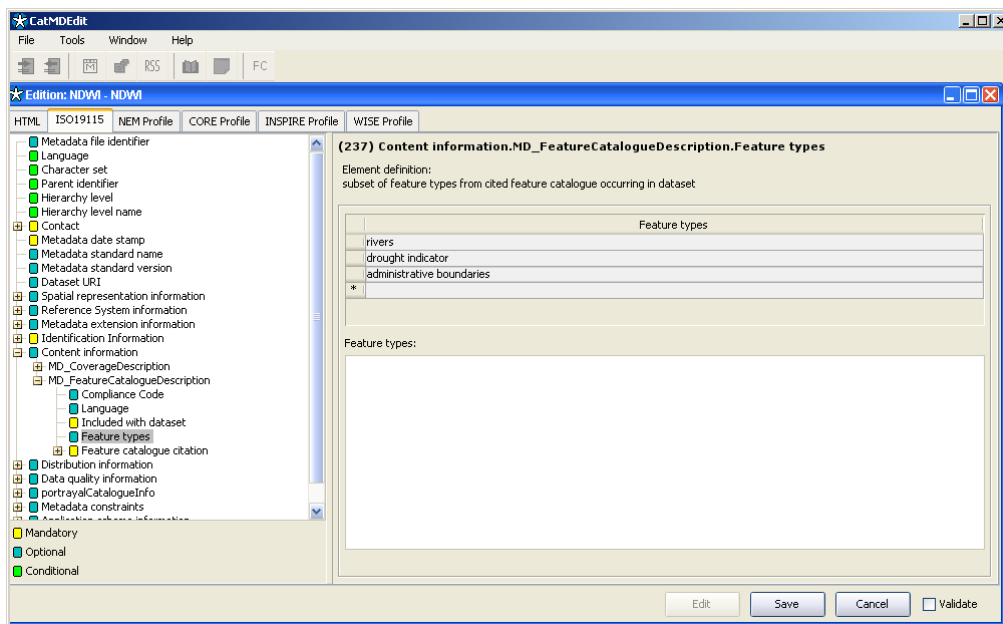 CatMDEdit
File Tools Window Help
RSS FC
Edition: NDWI - NDWI
HTML ISO19115 NEM Profile CORE Profile INSPIRE Profile WISE Profile
Metadata file identifier
Language
Character set
Parent identifier
Hierarchy level
Hierarchy level name
Contact
Metadata date stamp
Metadata standard name
Metadata standard version
Dataset URI
Spatial representation information
Reference System information
Metadata extension information
Identification Information
Content information
MD_CoverageDescription
MD_FeatureCatalogueDescription
Compliance Code
Language
Included with dataset
Feature types
Feature catalogue citation
Distribution information
Data quality information
portrayalCatalogueInfo
Metadata constraints
Mandatory
Optional
Conditional
(237) Content information.MD_FeatureCatalogueDescription.Feature types
Element definition:
subset of feature types from cited feature catalogue occurring in dataset
Feature types
rivers
drought indicator
administrative boundaries
*
Feature types:
Edit Save Cancel Validate